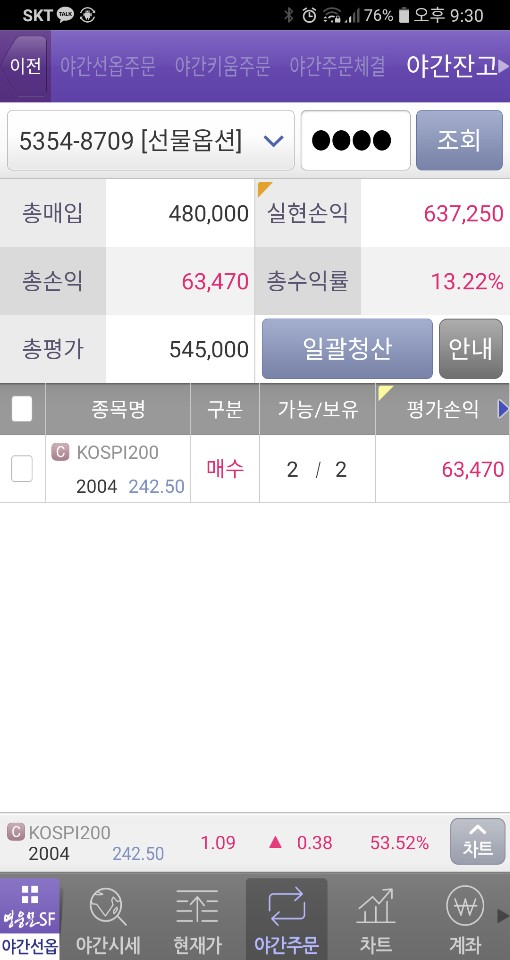 SKT TALK 76% 오후 9:30
이전 야간선옵주문 야간키움주문 야간주문체결 야간잔고
5354-8709 [선물옵션] ●●●● 조회
총매입 480,000 실현손익 637,250
총손익 63,470 총수익률 13.22%
총평가 545,000 일괄청산 안내
종목명 구분 가능/보유 평가손익
C KOSPI200
2004 242.50 매수 2 / 2 63,470
C KOSPI200
2004 242.50 1.09 ▲ 0.38 53.52% 차트
영웅문SF
야간선옵 야간시세 현재가 야간주문 차트 계좌